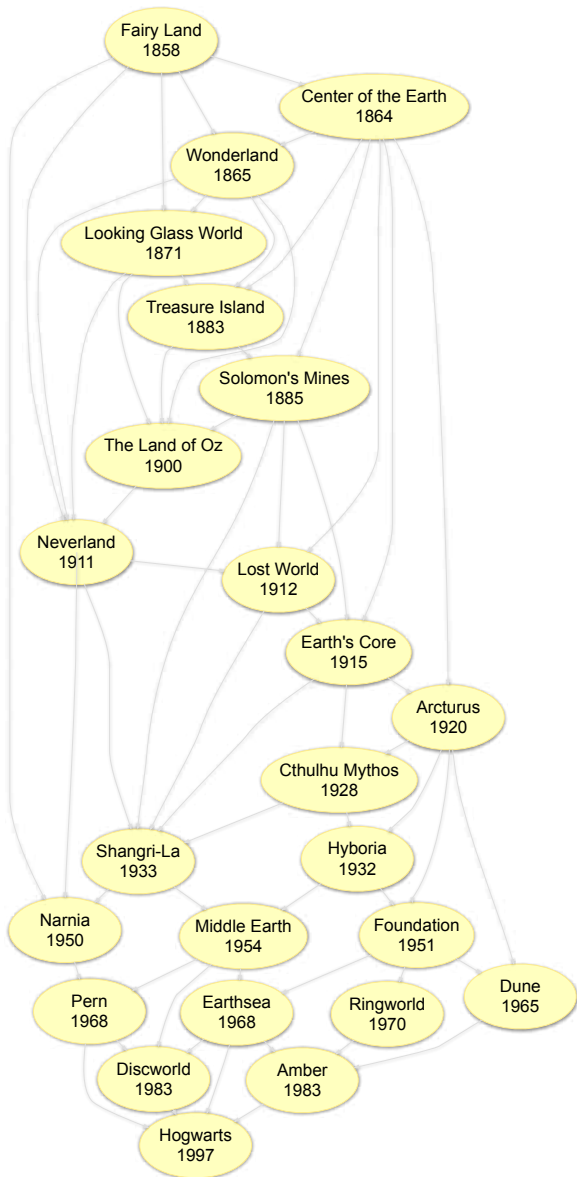 Fairy Land
1858
Center of the Earth
1864
Wonderland
1865
Looking Glass World
1871
Treasure Island
1883
Solomon's Mines
1885
The Land of Oz
1900
Neverland
1911
Lost World
1912
Earth's Core
1915
Arcturus
1920
Cthulhu Mythos
1928
Shangri-La
1933
Hyboria
1932
Narnia
1950
Middle Earth
1954
Foundation
1951
Pern
1968
Earthsea
1968
Ringworld
1970
Dune
1965
Discworld
1983
Amber
1983
Hogwarts
1997